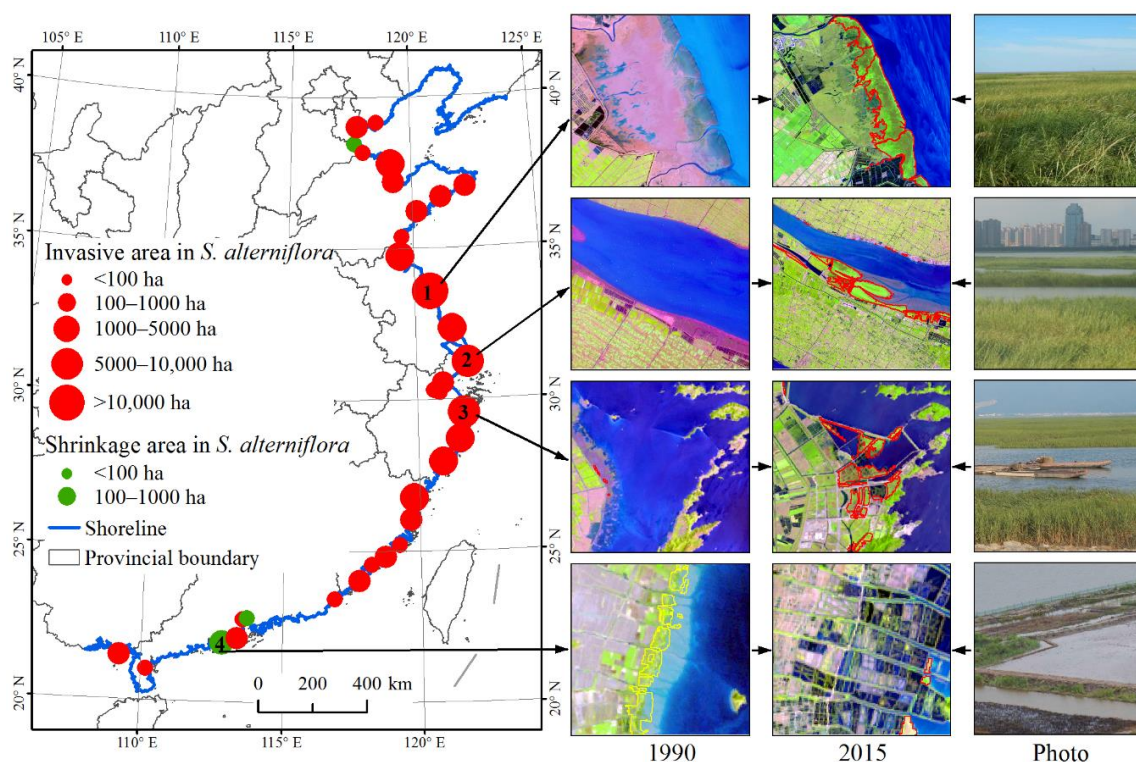 105° E 110° E 115° E 120° E 125° E
40° N
40° N
35° N
35° N
30° N
30° N
25° N
25° N
20° N
20° N
110° E 115° E 120° E
Invasive area in S. alterniflora
<100 ha
100–1000 ha
1000–5000 ha
5000–10,000 ha
>10,000 ha
Shrinkage area in S. alterniflora
<100 ha
100–1000 ha
Shoreline
Provincial boundary
1
2
3
4
0 200 400 km
1990 2015 Photo